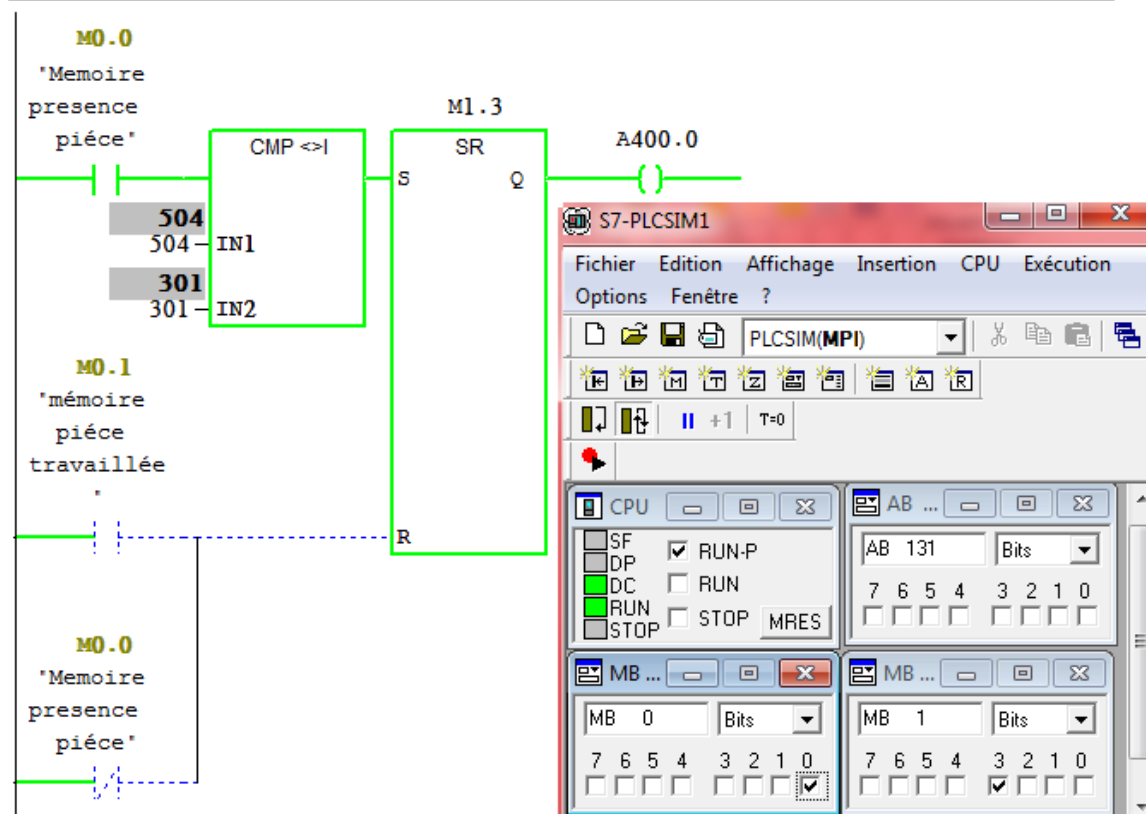 M0.0
"Memoire
presence
piéce"
CMP <>I
504
504
IN1
301
301
IN2
M1.3
SR
S
Q
R
A400.0
M0.1
"mémoire
piéce
travaillée
"
M0.0
"Memoire
presence
piéce"
S7-PLCSIM1
Fichier Edition Affichage Insertion CPU Exécution
Options Fenêtre ?
PLCSIM(MPI)
M T Z A R
+1 T=0
CPU
SF
DP
DC
RUN
STOP
RUN-P
RUN
STOP
MRES
AB ...
AB 131 Bits
7 6 5 4 3 2 1 0
MB ...
MB 0 Bits
7 6 5 4 3 2 1 0
MB ...
MB 1 Bits
7 6 5 4 3 2 1 0